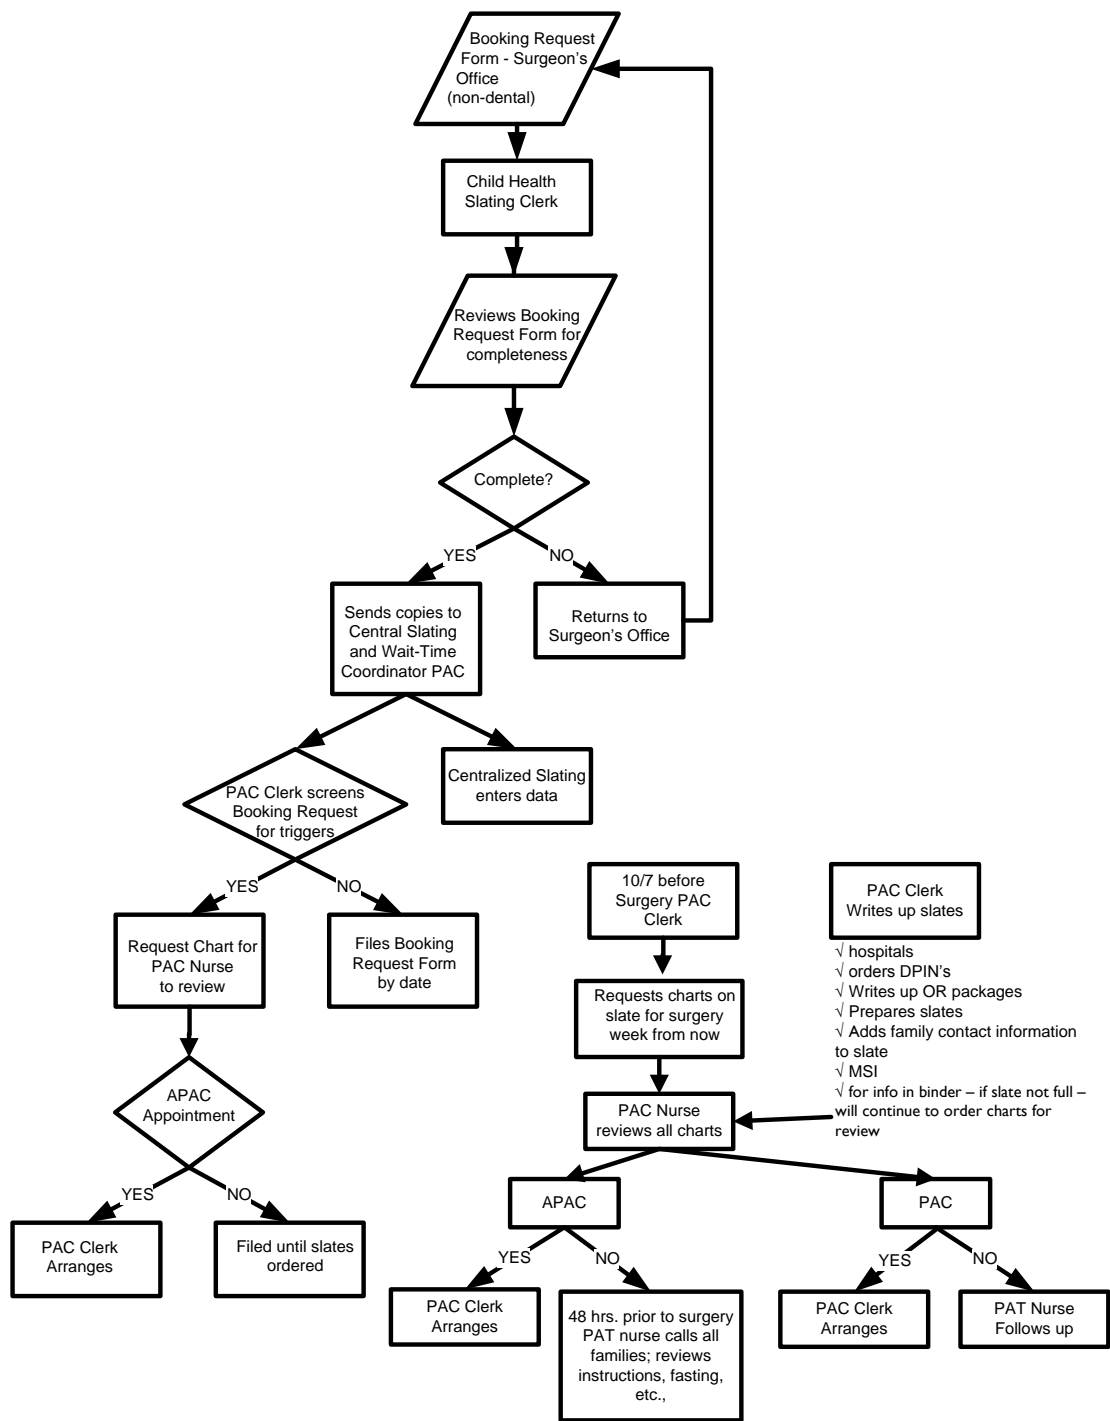 Booking Request
Form - Surgeon's
Office
(non-dental)
Child Health
Slating Clerk
Reviews Booking
Request Form for
completeness
Complete?
YES
NO
Sends copies to
Central Slating
and Wait-Time
Coordinator PAC
Returns to
Surgeon's Office
PAC Clerk screens
Booking Request
for triggers
Centralized Slating
enters data
YES
NO
Request Chart for
PAC Nurse
to review
Files Booking
Request Form
by date
APAC
Appointment
YES
NO
PAC Clerk
Arranges
Filed until slates
ordered
10/7 before
Surgery PAC
Clerk
Requests charts on
slate for surgery
week from now
PAC Nurse
reviews all charts
PAC Clerk
Writes up slates
√ hospitals
√ orders DPIN's
√ Writes up OR packages
√ Prepares slates
√ Adds family contact information
to slate
√ MSI
√ for info in binder – if slate not full –
will continue to order charts for
review
APAC
YES
NO
PAC Clerk
Arranges
48 hrs. prior to surgery
PAT nurse calls all
families; reviews
instructions, fasting,
etc.,
PAC
YES
NO
PAC Clerk
Arranges
PAT Nurse
Follows up